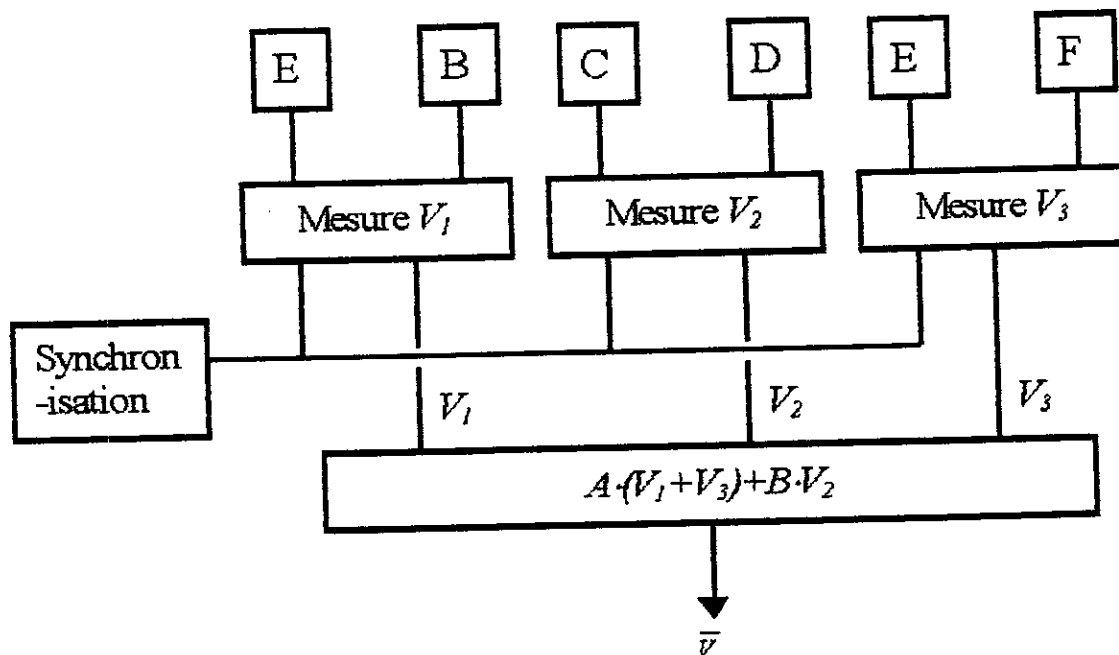 E B C D E F
Mesure V₁ Mesure V₂ Mesure V₃
Synchron
-isation
V₁ V₂ V₃
A·(V₁+V₃)+B·V₂
v̅